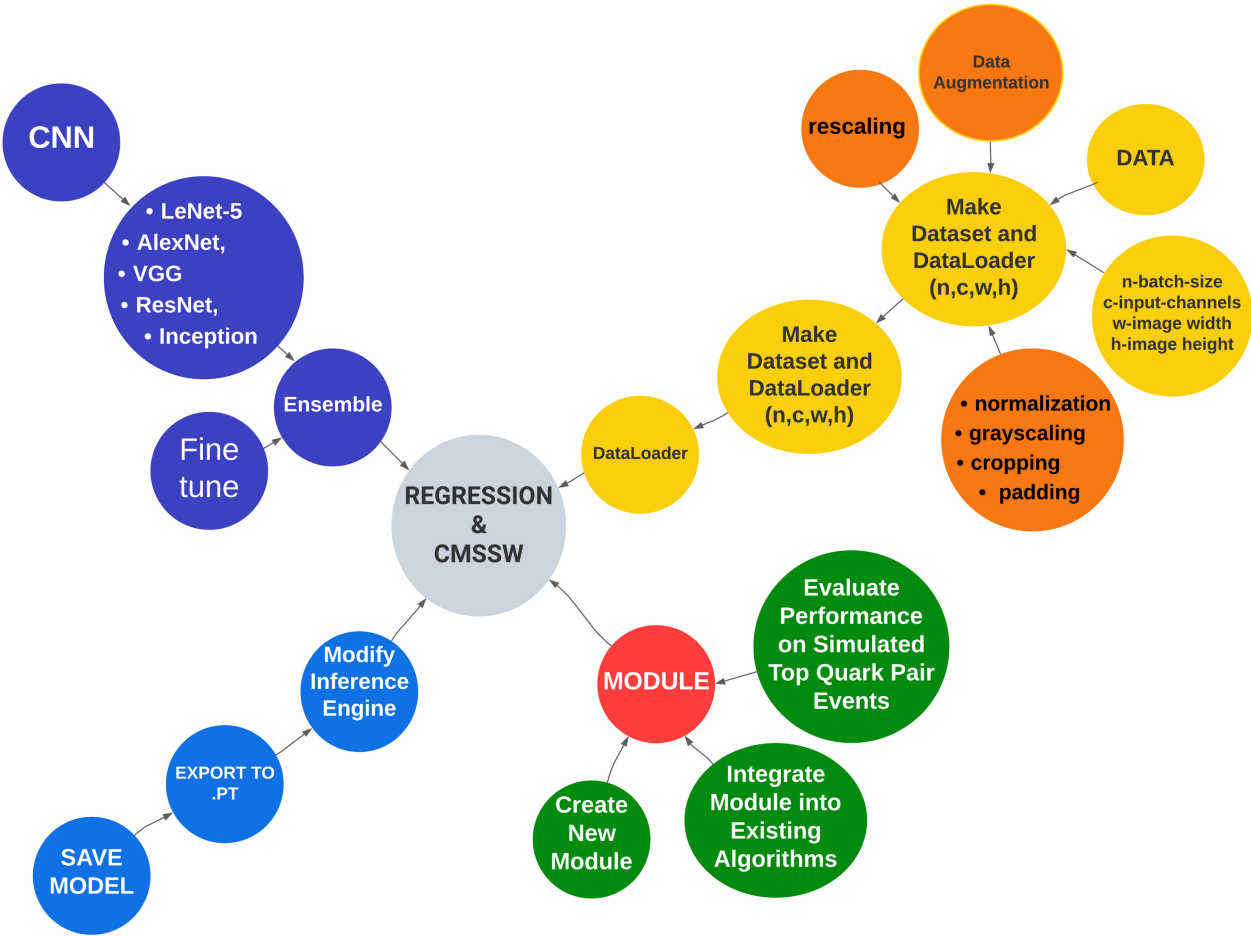 CNN
• LeNet-5
• AlexNet,
• VGG
• ResNet,
• Inception
Ensemble
Fine
tune
REGRESSION
&
CMSSW
Data
Augmentation
rescaling
DATA
Make
Dataset and
DataLoader
(n,c,w,h)
n-batch-size
c-input-channels
w-image width
h-image height
• normalization
• grayscaling
• cropping
• padding
Make
Dataset and
DataLoader
(n,c,w,h)
DataLoader
Modify
Inference
Engine
EXPORT TO
.PT
SAVE
MODEL
MODULE
Evaluate
Performance
on Simulated
Top Quark Pair
Events
Integrate
Module into
Existing
Algorithms
Create
New
Module